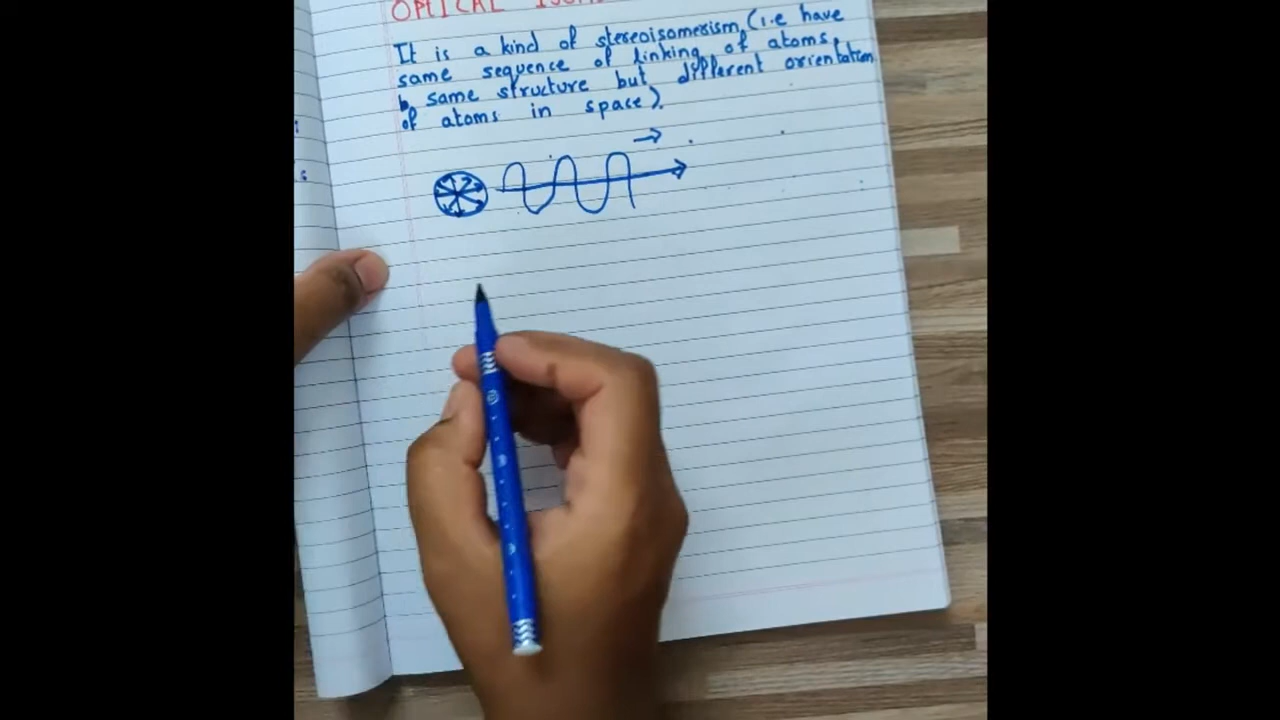 OPTICAL
It is a kind of stereoisomerism, (i.e have
same sequence of linking of atoms,
& same structure but different orientation
of atoms in space).